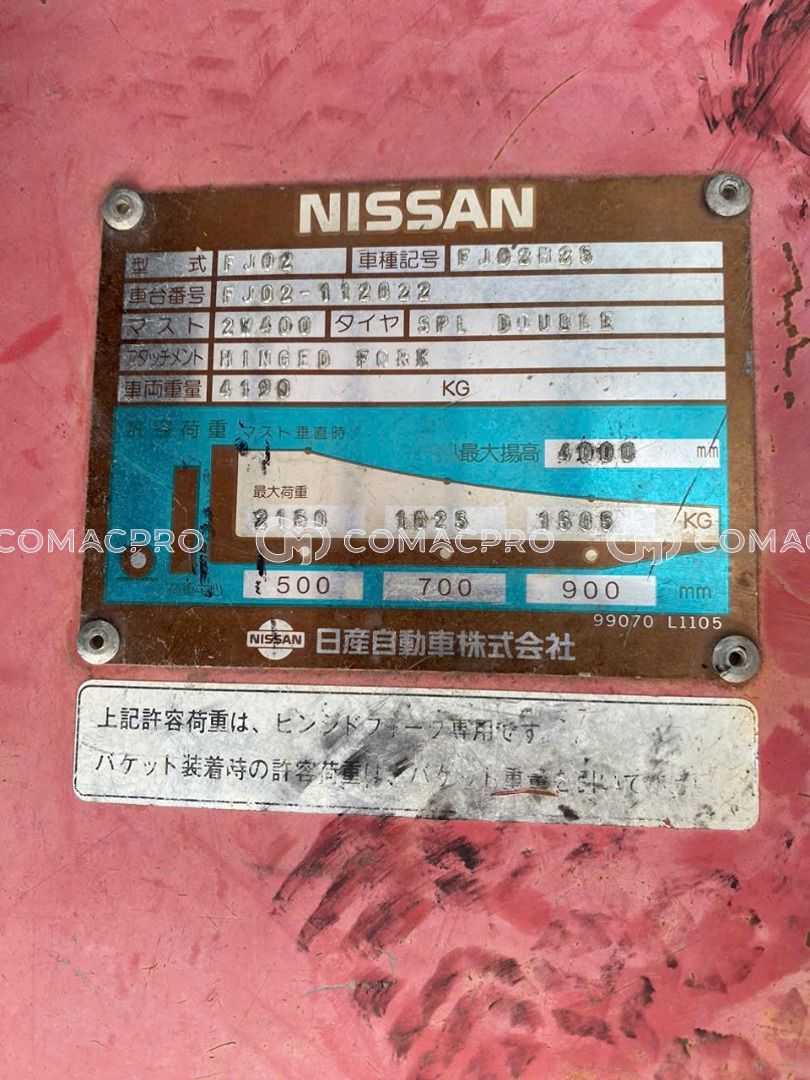 NISSAN
型式 FJ02 車種記号 FJ02M25
車台番号 FJ02-112622
マスト 2W400 タイヤ SPL DOUBLE
アタッチメント HINGED FORK
車両重量 4190 KG
許容荷重 マスト垂直時
最大揚高 4000 mm
最大荷重
2150 1825 1505 KG
COMACPRO COMACPRO COMACPRO
500 700 900 mm
99070 L1105
NISSAN 日産自動車株式会社
上記許容荷重は、ヒンジドフォーク専用です
バケット装着時の許容荷重は、バケット重量を引いて